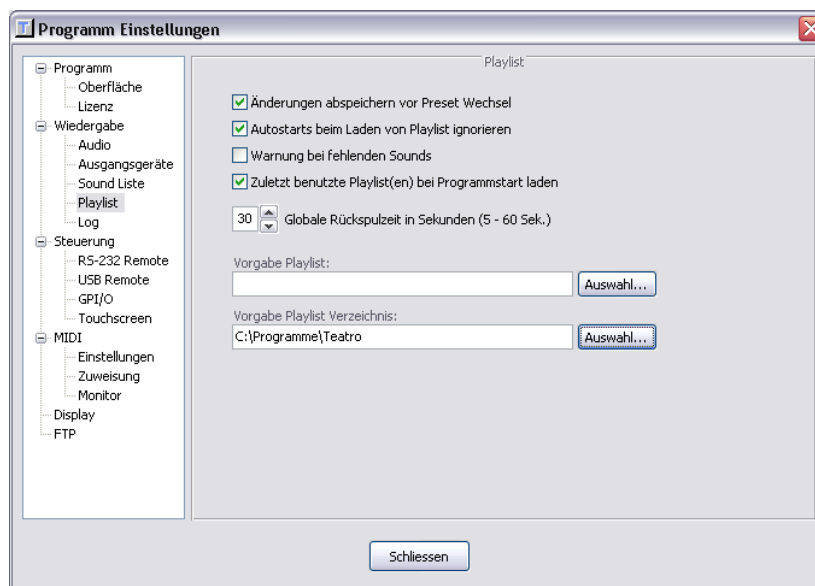 Programm Einstellungen
Programm
Oberfläche
Lizenz
Wiedergabe
Audio
Ausgangsgeräte
Sound Liste
Playlist
Log
Steuerung
RS-232 Remote
USB Remote
GPI/O
Touchscreen
MIDI
Einstellungen
Zuweisung
Monitor
Display
FTP
Playlist
Änderungen abspeichern vor Preset Wechsel
Autostarts beim Laden von Playlist ignorieren
Warnung bei fehlenden Sounds
Zuletzt benutzte Playlist(en) bei Programmstart laden
30 Globale Rückspulzeit in Sekunden (5 - 60 Sek.)
Vorgabe Playlist:
Auswahl...
Vorgabe Playlist Verzeichnis:
C:\Programme\Teatro Auswahl...
Schliessen